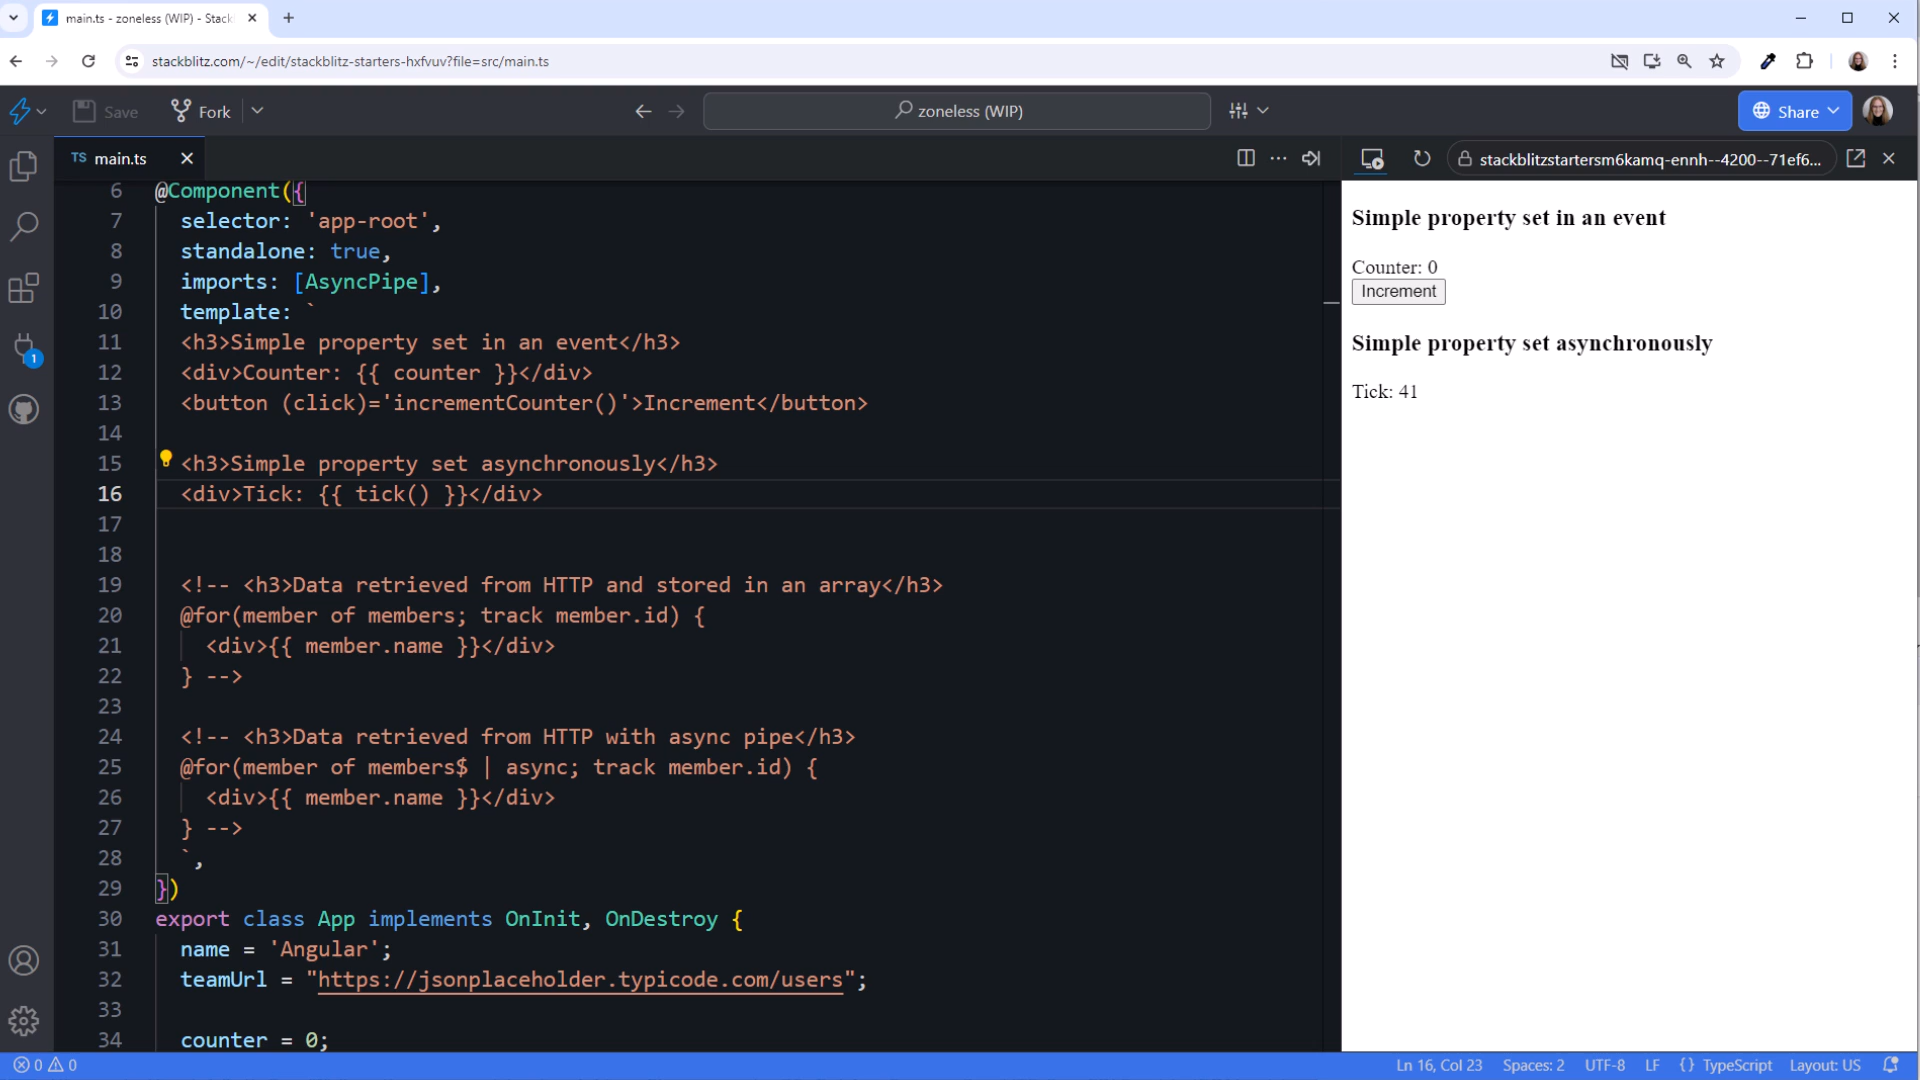 main.ts - zoneless (WIP) - Stack
stackblitz.com/~/edit/stackblitz-starters-hxfvuv?file=src/main.ts
Save
Fork
zoneless (WIP)
Share
TS main.ts
stackblitzstartersm6kamq-ennh--4200--71ef6...
6 @Component({
7 selector: 'app-root',
8 standalone: true,
9 imports: [AsyncPipe],
10 template: `
11 <h3>Simple property set in an event</h3>
12 <div>Counter: {{ counter }}</div>
13 <button (click)='incrementCounter()'>Increment</button>
14
15 <h3>Simple property set asynchronously</h3>
16 <div>Tick: {{ tick() }}</div>
17
18
19 <!-- <h3>Data retrieved from HTTP and stored in an array</h3>
20 @for(member of members; track member.id) {
21 <div>{{ member.name }}</div>
22 } -->
23
24 <!-- <h3>Data retrieved from HTTP with async pipe</h3>
25 @for(member of members$ | async; track member.id) {
26 <div>{{ member.name }}</div>
27 } -->
28 `,
29 })
30 export class App implements OnInit, OnDestroy {
31 name = 'Angular';
32 teamUrl = "https://jsonplaceholder.typicode.com/users";
33
34 counter = 0;
Simple property set in an event
Counter: 0
Increment
Simple property set asynchronously
Tick: 41
1
0 0
Ln 16, Col 23
Spaces: 2
UTF-8
LF
{ } TypeScript
Layout: US